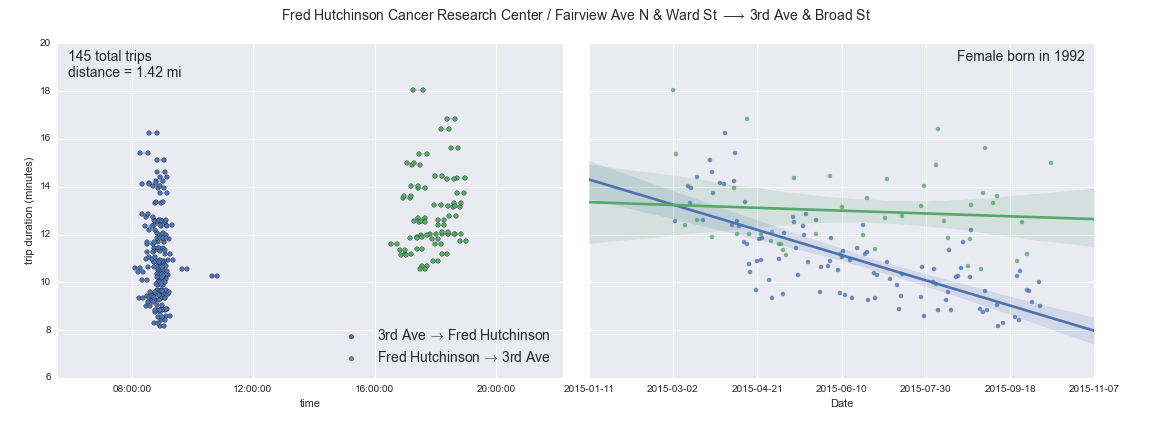 Fred Hutchinson Cancer Research Center / Fairview Ave N & Ward St ⟶ 3rd Ave & Broad St
145 total trips
distance = 1.42 mi
Female born in 1992
trip duration (minutes)
20
18
16
14
12
10
8
6
3rd Ave → Fred Hutchinson
Fred Hutchinson → 3rd Ave
08:00:00 12:00:00 16:00:00 20:00:00
time
2015-01-11 2015-03-02 2015-04-21 2015-06-10 2015-07-30 2015-09-18 2015-11-07
Date